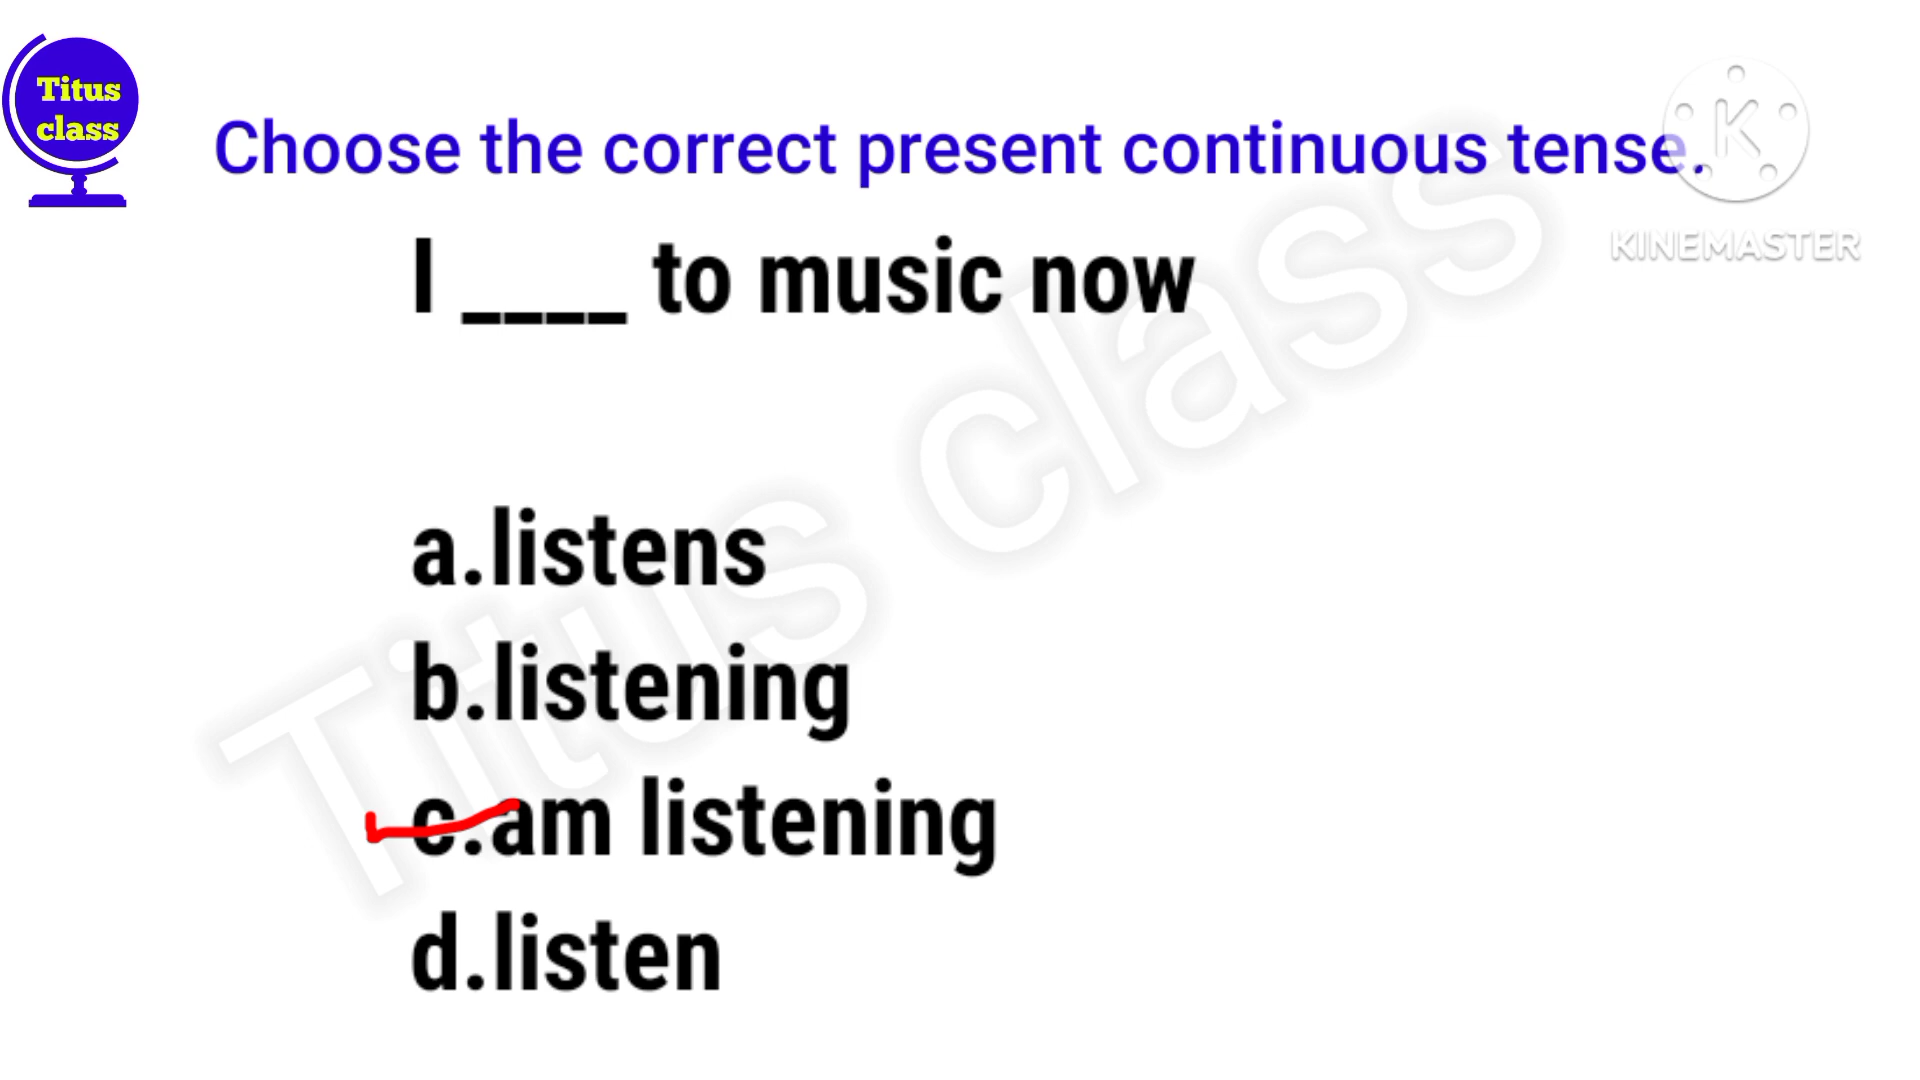 Titus
class
Choose the correct present continuous tense.
K
KINEMASTER
I ____ to music now
Titus class
a.listens
b.listening
c.am listening
d.listen